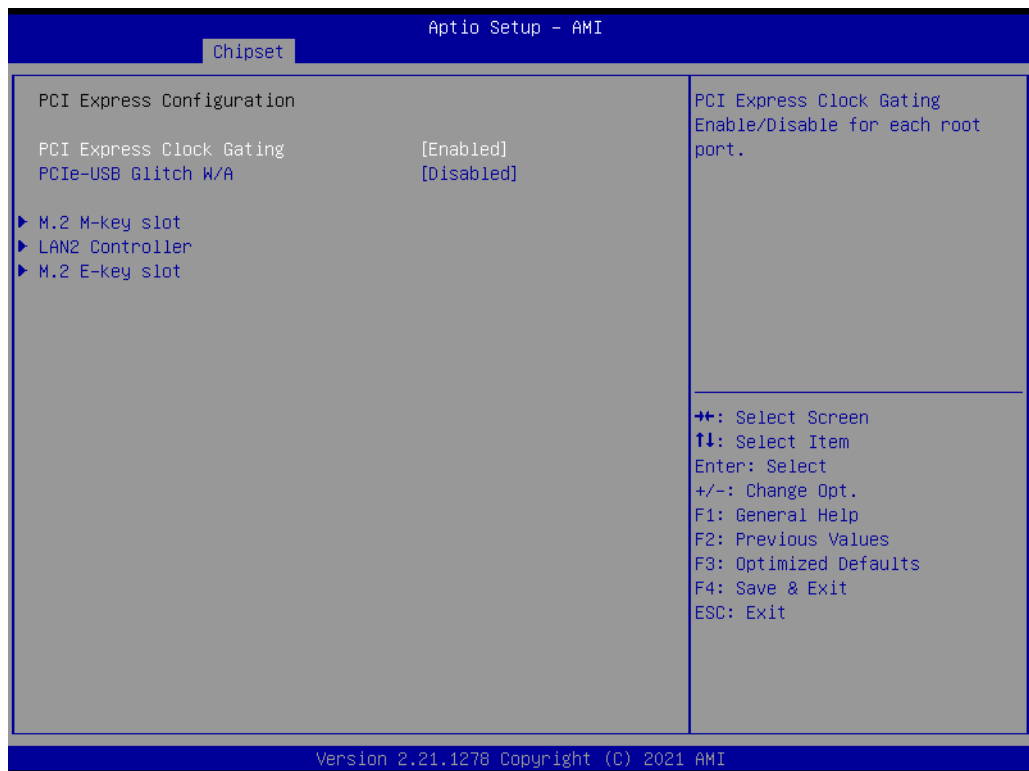 Aptio Setup – AMI
Chipset
PCI Express Configuration
PCI Express Clock Gating [Enabled]
PCIe-USB Glitch W/A [Disabled]
▶ M.2 M-key slot
▶ LAN2 Controller
▶ M.2 E-key slot
PCI Express Clock Gating
Enable/Disable for each root
port.
→←: Select Screen
↑↓: Select Item
Enter: Select
+/-: Change Opt.
F1: General Help
F2: Previous Values
F3: Optimized Defaults
F4: Save & Exit
ESC: Exit
Version 2.21.1278 Copyright (C) 2021 AMI